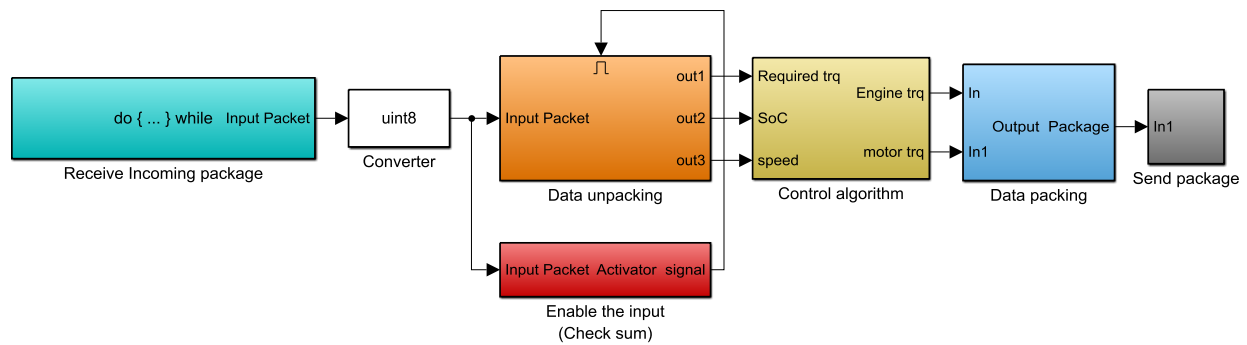 do { ... } while Input Packet
Receive Incoming package
uint8
Converter
Input Packet
out1
out2
out3
Data unpacking
Input Packet Activator signal
Enable the input
(Check sum)
Required trq
SoC
speed
Engine trq
motor trq
Control algorithm
In
In1
Output Package
Data packing
In1
Send package